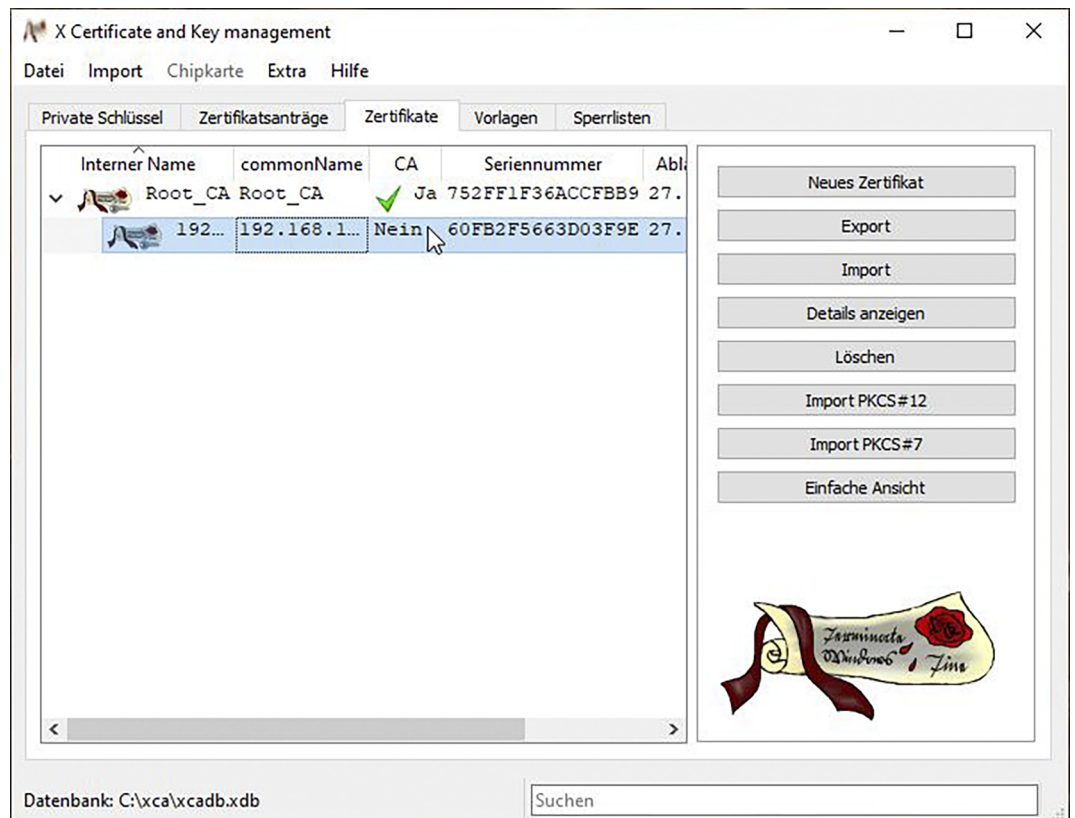 X Certificate and Key management
Datei Import Chipkarte Extra Hilfe
Private Schlüssel Zertifikatsanträge Zertifikate Vorlagen Sperrlisten
Interner Name commonName CA Seriennummer Abla
Root_CA Root_CA Ja 752FF1F36ACCFBB9 27.
192... 192.168.1... Nein 60FB2F5663D03F9E 27.
Neues Zertifikat
Export
Import
Details anzeigen
Löschen
Import PKCS#12
Import PKCS#7
Einfache Ansicht
Windows
Datenbank: C:\xca\xcadb.xdb
Suchen